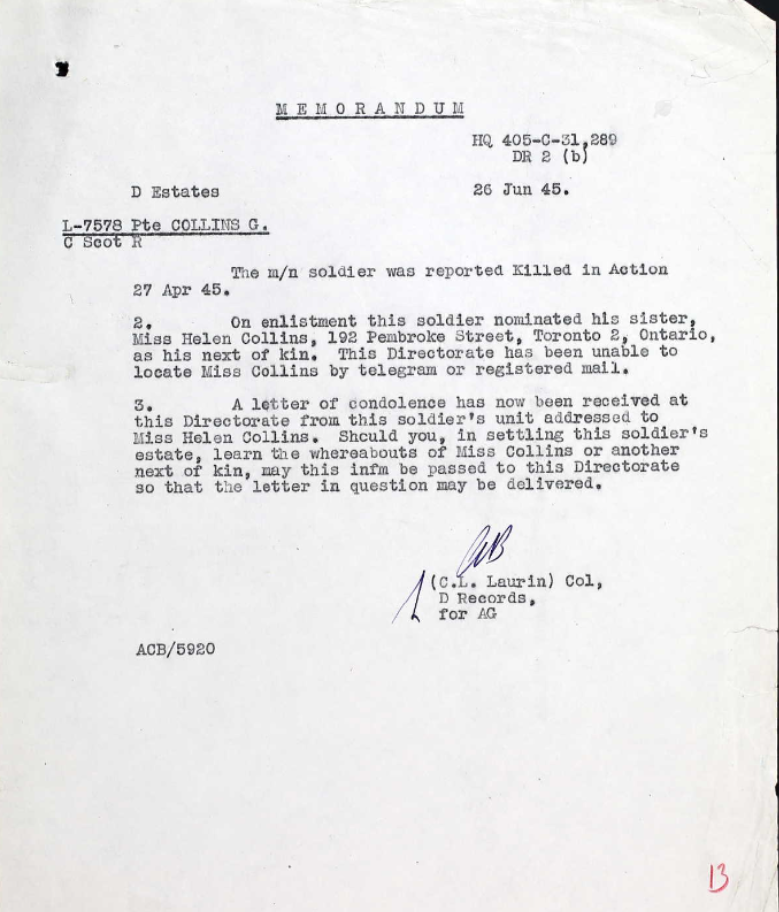 MEMORANDUM
HQ 405-C-31,289
DR 2 (b)
D Estates
26 Jun 45.
L-7578 Pte COLLINS G.
C Scot R
The m/n soldier was reported Killed in Action
27 Apr 45.
2. On enlistment this soldier nominated his sister,
Miss Helen Collins, 192 Pembroke Street, Toronto 2, Ontario,
as his next of kin. This Directorate has been unable to
locate Miss Collins by telegram or registered mail.
3. A letter of condolence has now been received at
this Directorate from this soldier's unit addressed to
Miss Helen Collins. Should you, in settling this soldier's
estate, learn the whereabouts of Miss Collins or another
next of kin, may this infm be passed to this Directorate
so that the letter in question may be delivered.
(C.L. Laurin) Col,
D Records,
for AG
ACB/5920
13